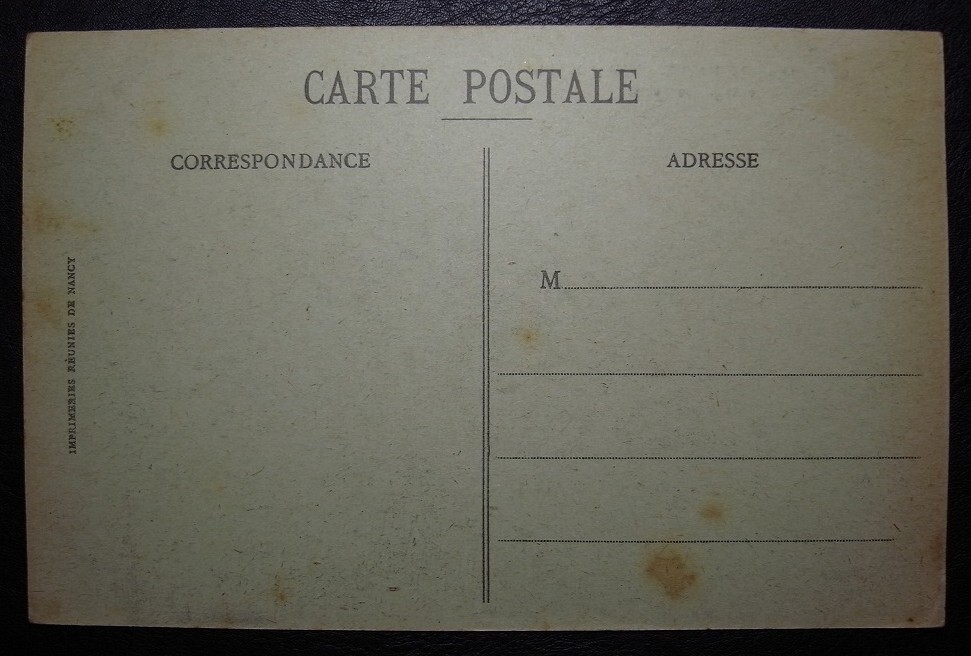 CARTE POSTALE
CORRESPONDANCE
ADRESSE
M
IMPRIMERIES RÉUNIES DE NANCY